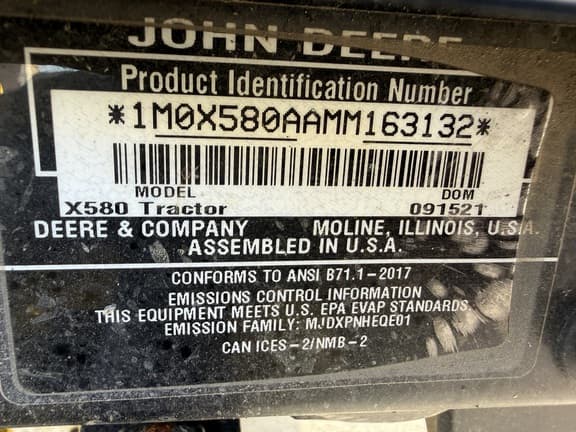 JOHN DEERE
Product Identification Number
*1M0X580AAMM163132*
MODEL DOM
X580 Tractor 091521
DEERE & COMPANY MOLINE, ILLINOIS, U.S.A.
ASSEMBLED IN U.S.A.
CONFORMS TO ANSI B71.1-2017
EMISSIONS CONTROL INFORMATION
THIS EQUIPMENT MEETS U.S. EPA EVAP STANDARDS.
EMISSION FAMILY: MJDXPNHEQE01
CAN ICES-2/NMB-2